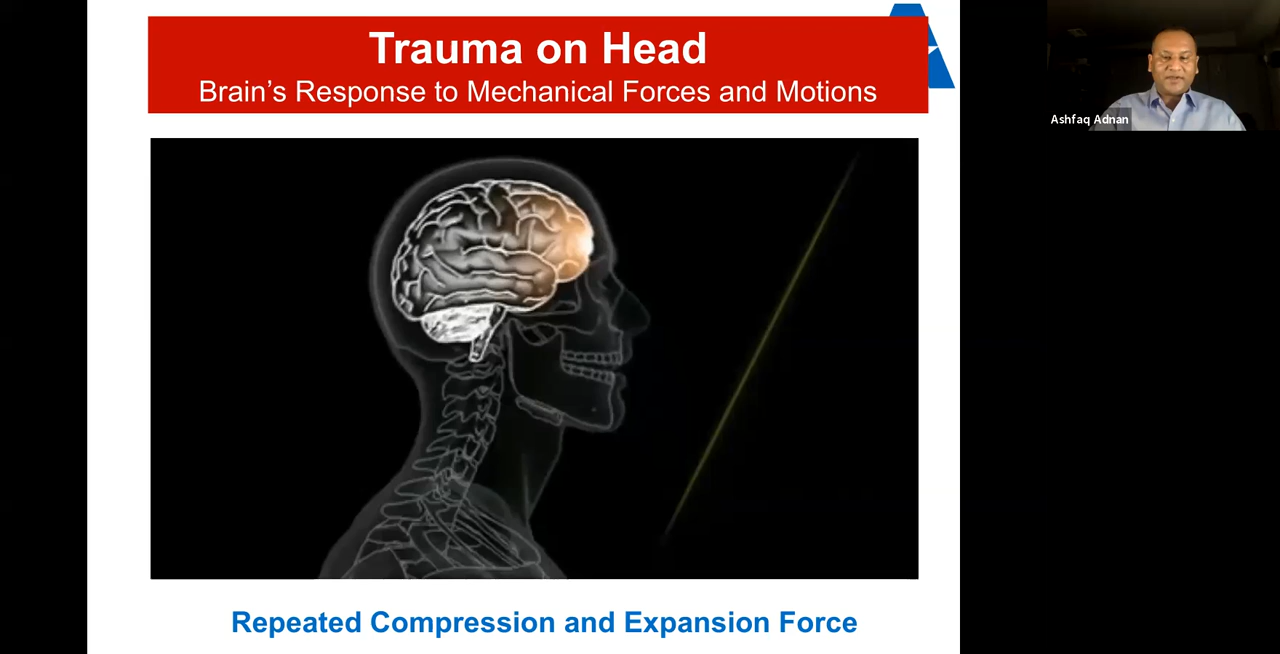 Trauma on Head
Brain's Response to Mechanical Forces and Motions
Ashfaq Adnan
Repeated Compression and Expansion Force